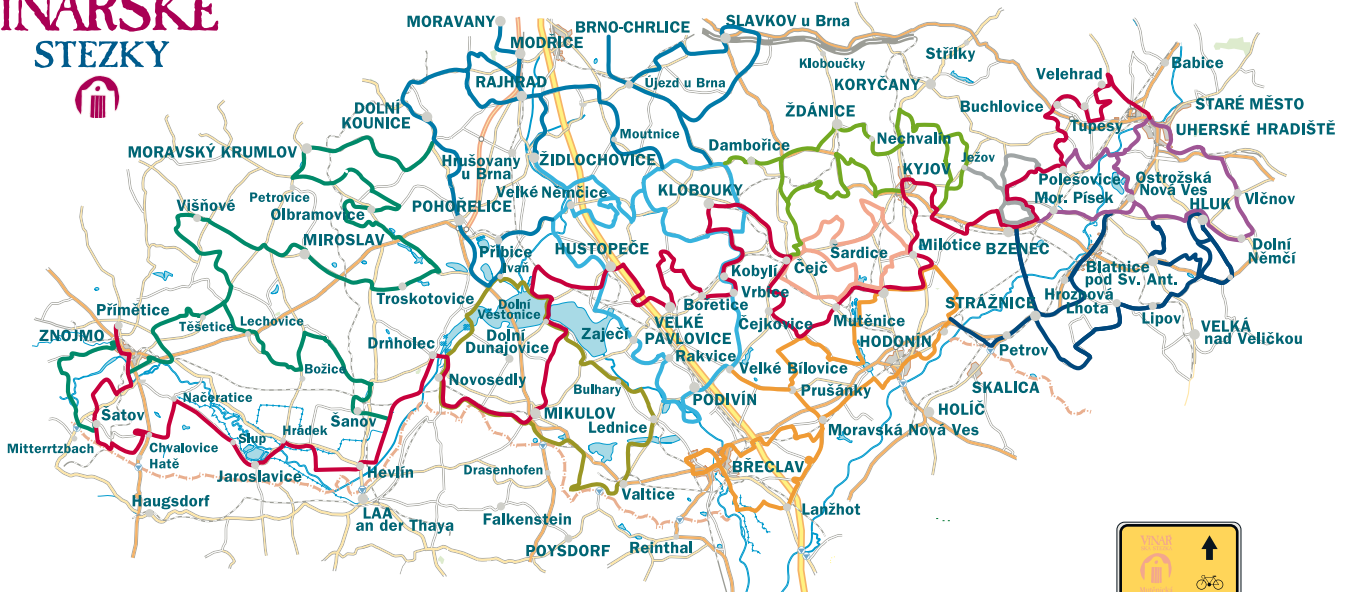 INAŘSKÉ
STEZKY
MORAVANY
BRNO-CHRLICE
SLAVKOV u Brna
MODŘICE
Střílky
Kloboučky
Babice
Velehrad
RAJHRAD
Újezd u Brna
KORYČANY
DOLNÍ
KOUNICE
Buchlovice
STARÉ MĚSTO
ŽDÁNICE
Tupesy
UHERSKÉ HRADIŠTĚ
Moutnice
Nechvalín
MORAVSKÝ KRUMLOV
Dambořice
Ježov
Hrušovany
u Brna
ŽIDLOCHOVICE
KYJOV
Polešovice
Ostrožská
Nová Ves
Petrovice
Velké Němčice
KLOBOUKY
Mor. Písek
Vlčnov
Višňové
Olbramovice
POHOŘELICE
HLUK
MIROSLAV
Přibice
HUSTOPEČE
Šardice
Milotice
BZENEC
Dolní
Němčí
Ivaň
Kobylí
Čejč
Blatnice
pod Sv. Ant.
Troskotovice
Dolní
Věstonice
Vrbice
Bořetice
STRÁŽNICE
Hroznová
Lhota
Přímětice
Těšetice
Lechovice
Zaječí
VELKÉ
PAVLOVICE
Čejkovice
Mutěnice
Lipov
VELKÁ
nad Veličkou
ZNOJMO
Drnholec
Dolní
Dunajovice
HODONÍN
Petrov
Rakvice
Božice
Velké Bílovice
Novosedly
Bulhary
Prušánky
SKALICA
Načeratice
PODIVÍN
Šatov
Šanov
MIKULOV
HOLÍČ
Lednice
Moravská Nová Ves
Mitterrtzbach
Chvalovice
Hatě
Slup
Hrádek
Jaroslavice
Hevlín
Drasenhofen
BŘECLAV
Haugsdorf
Valtice
LAA
an der Thaya
Falkenstein
Lanžhot
POYSDORF
Reinthal
VINAŘ